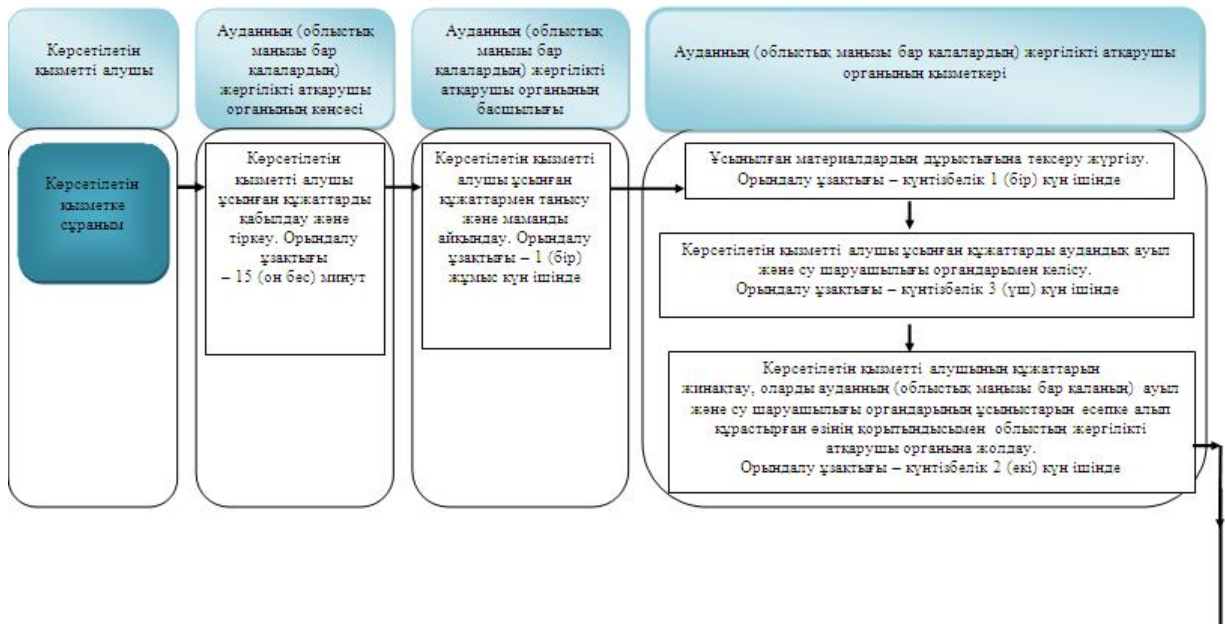 Көрсетілетін
қызметті алушы
Ауданның (облыстық
маңызы бар
қалалардың)
жергілікті атқарушы
органының кеңсесі
Ауданның (облыстық
маңызы бар
қалалардың) жергілікті
атқарушы органының
басшылығы
Ауданның (облыстық маңызы бар қалалардың) жергілікті атқарушы
органының қызметкері
Көрсетілетін
қызметке
сұраным
Көрсетілетін
қызметті алушы
ұсынған құжаттарды
қабылдау және
тіркеу. Орындалу
ұзақтығы
– 15 (он бес) минут
Көрсетілетін қызметті
алушы ұсынған
құжаттармен танысу
және маманды
айқындау. Орындалу
ұзақтығы – 1 (бір)
жұмыс күн ішінде
Ұсынылған материалдардың дұрыстығына тексеру жүргізу.
Орындалу ұзақтығы – күнтізбелік 1 (бір) күн ішінде
Көрсетілетін қызметті алушы ұсынған құжаттарды аудандық ауыл
және су шаруашылығы органдарымен келісу.
Орындалу ұзақтығы – күнтізбелік 3 (үш) күн ішінде
Көрсетілетін қызметті алушының құжаттарын
жинақтау, оларды ауданның (облыстық маңызы бар қаланың) ауыл
және су шаруашылығы органдарының ұсыныстарын есепке алып
құрастырған өзінің қорытындысымен облыстың жергілікті
атқарушы органына жолдау.
Орындалу ұзақтығы – күнтізбелік 2 (екі) күн ішінде